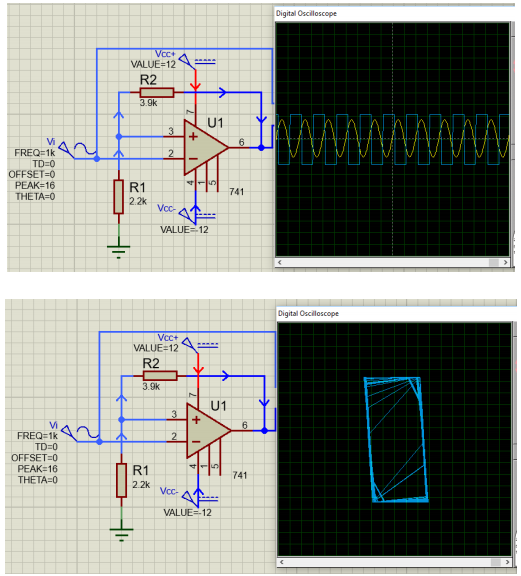 Digital Oscilloscope
Vcc+
VALUE=12
R2
3.9k
7
U1
Vi
FREQ=1k
TD=0
OFFSET=0
PEAK=16
THETA=0
3
2
6
4
1
5
741
R1
2.2k
Vcc-
VALUE=-12
Digital Oscilloscope
Vcc+
VALUE=12
R2
3.9k
7
U1
Vi
FREQ=1k
TD=0
OFFSET=0
PEAK=16
THETA=0
3
2
6
4
1
5
741
R1
2.2k
Vcc-
VALUE=-12